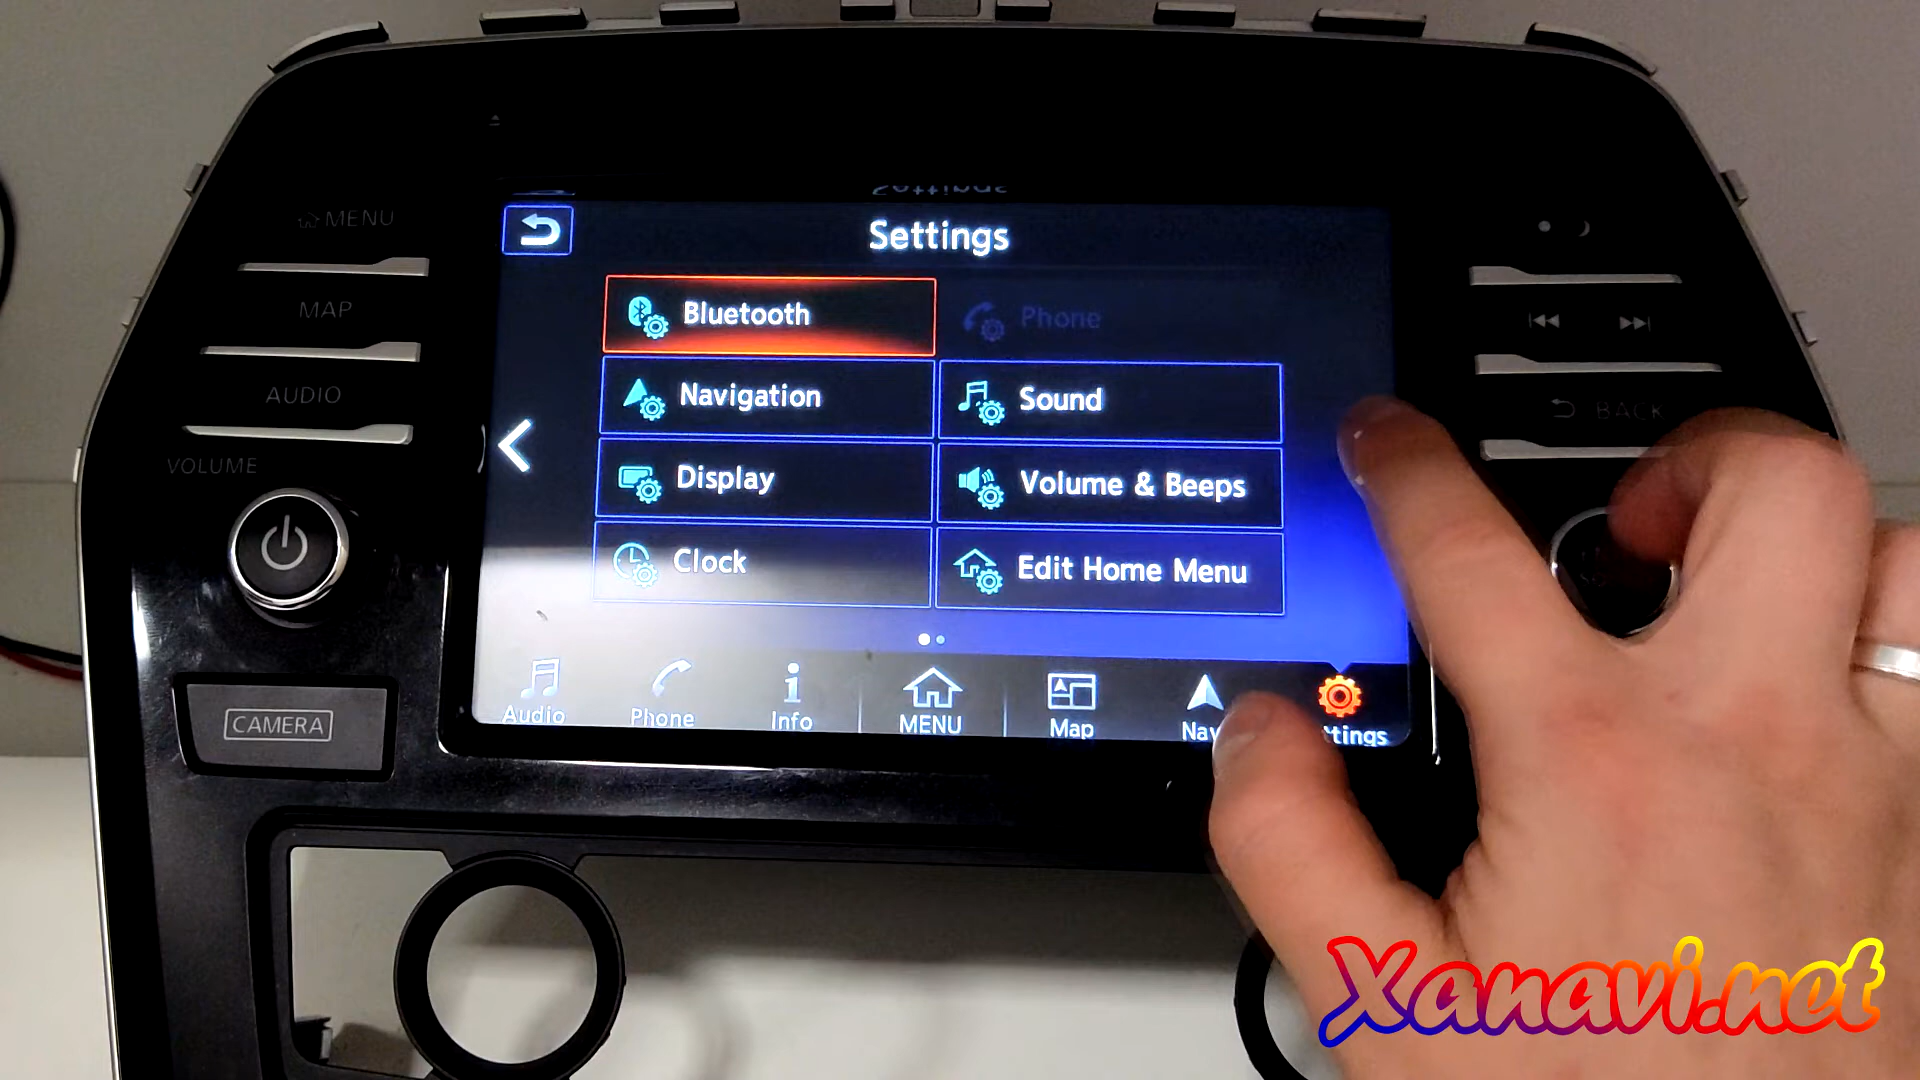 Settings
MENU
MAP
AUDIO
VOLUME
CAMERA
Bluetooth
Phone
Navigation
Sound
Display
Volume & Beeps
Clock
Edit Home Menu
Audio
Phone
Info
MENU
Map
BACK
Xanavi.net